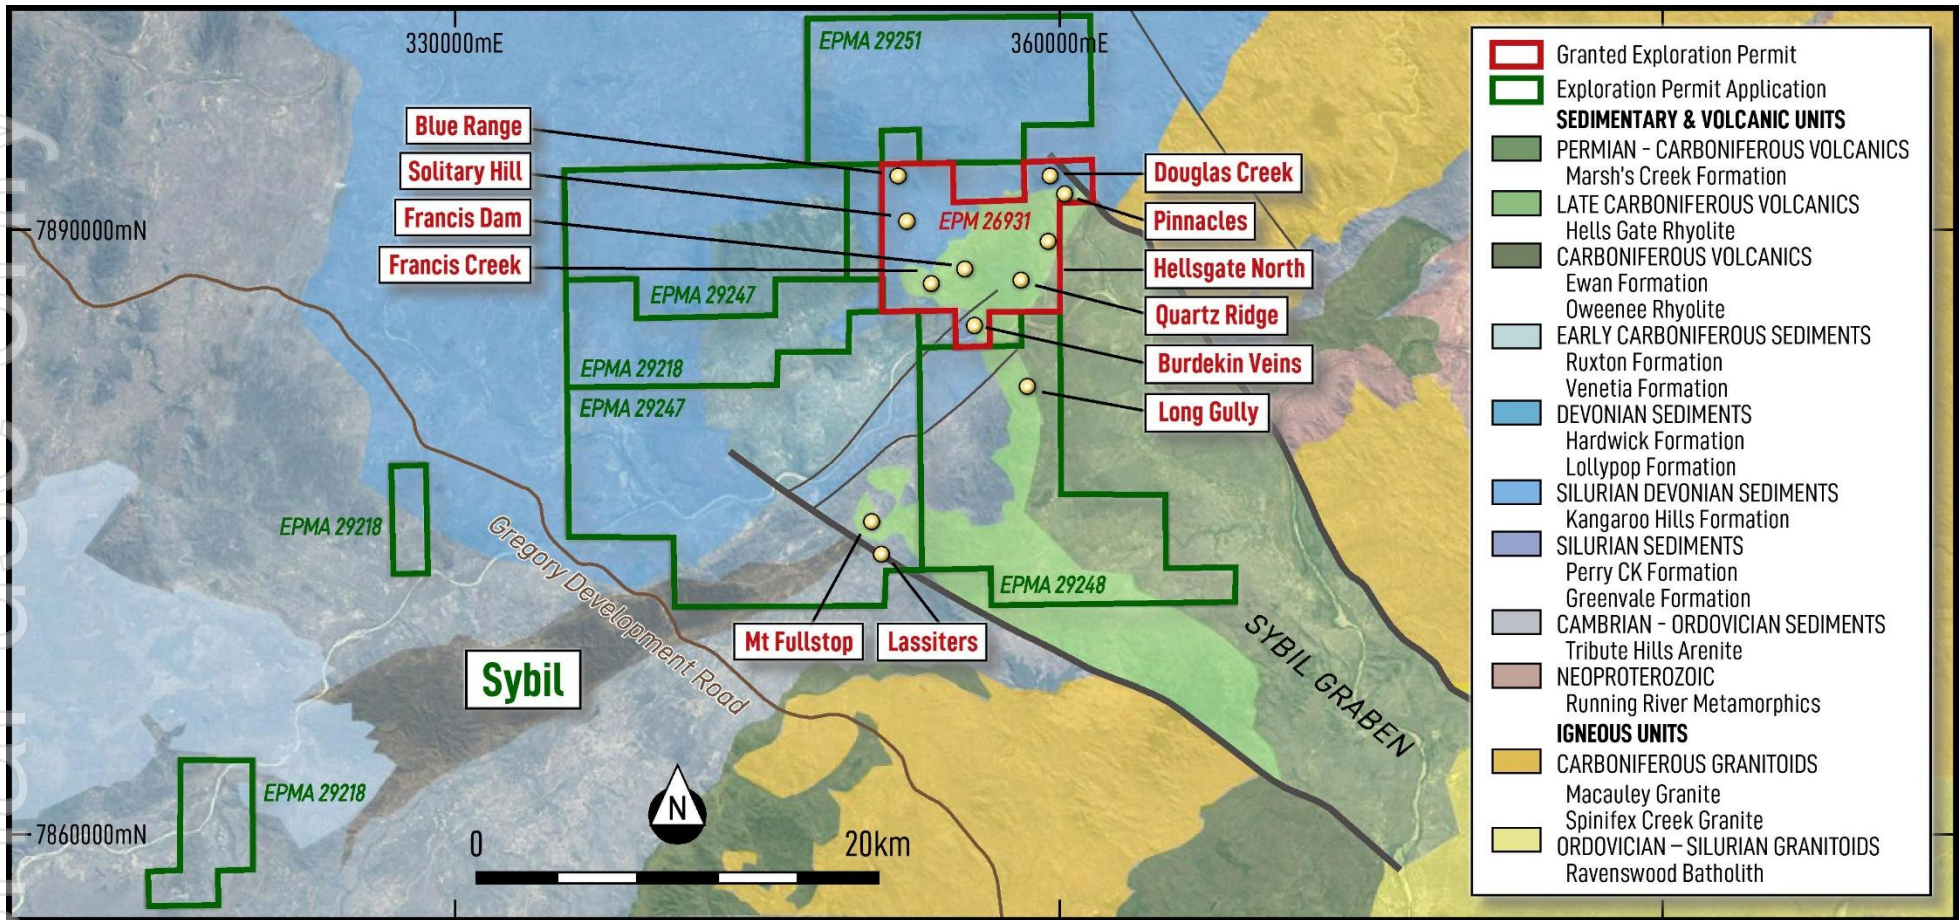 330000mE
360000mE
EPMA 29251
Blue Range
Solitary Hill
Francis Dam
Francis Creek
7890000mN
EPM 26931
Douglas Creek
Pinnacles
Hellsgate North
Quartz Ridge
Burdekin Veins
Long Gully
EPMA 29247
EPMA 29218
EPMA 29247
EPMA 29218
Gregory Development Road
EPMA 29248
Mt Fullstop
Lassiters
Sybil
SYBIL GRABEN
EPMA 29218
7860000mN
N
0
20km
Granted Exploration Permit
Exploration Permit Application
SEDIMENTARY & VOLCANIC UNITS
PERMIAN - CARBONIFEROUS VOLCANICS
Marsh's Creek Formation
LATE CARBONIFEROUS VOLCANICS
Hells Gate Rhyolite
CARBONIFEROUS VOLCANICS
Ewan Formation
Oweenee Rhyolite
EARLY CARBONIFEROUS SEDIMENTS
Ruxton Formation
Venetia Formation
DEVONIAN SEDIMENTS
Hardwick Formation
Lollypop Formation
SILURIAN DEVONIAN SEDIMENTS
Kangaroo Hills Formation
SILURIAN SEDIMENTS
Perry CK Formation
Greenvale Formation
CAMBRIAN - ORDOVICIAN SEDIMENTS
Tribute Hills Arenite
NEOPROTEROZOIC
Running River Metamorphics
IGNEOUS UNITS
CARBONIFEROUS GRANITOIDS
Macauley Granite
Spinifex Creek Granite
ORDOVICIAN – SILURIAN GRANITOIDS
Ravenswood Batholith